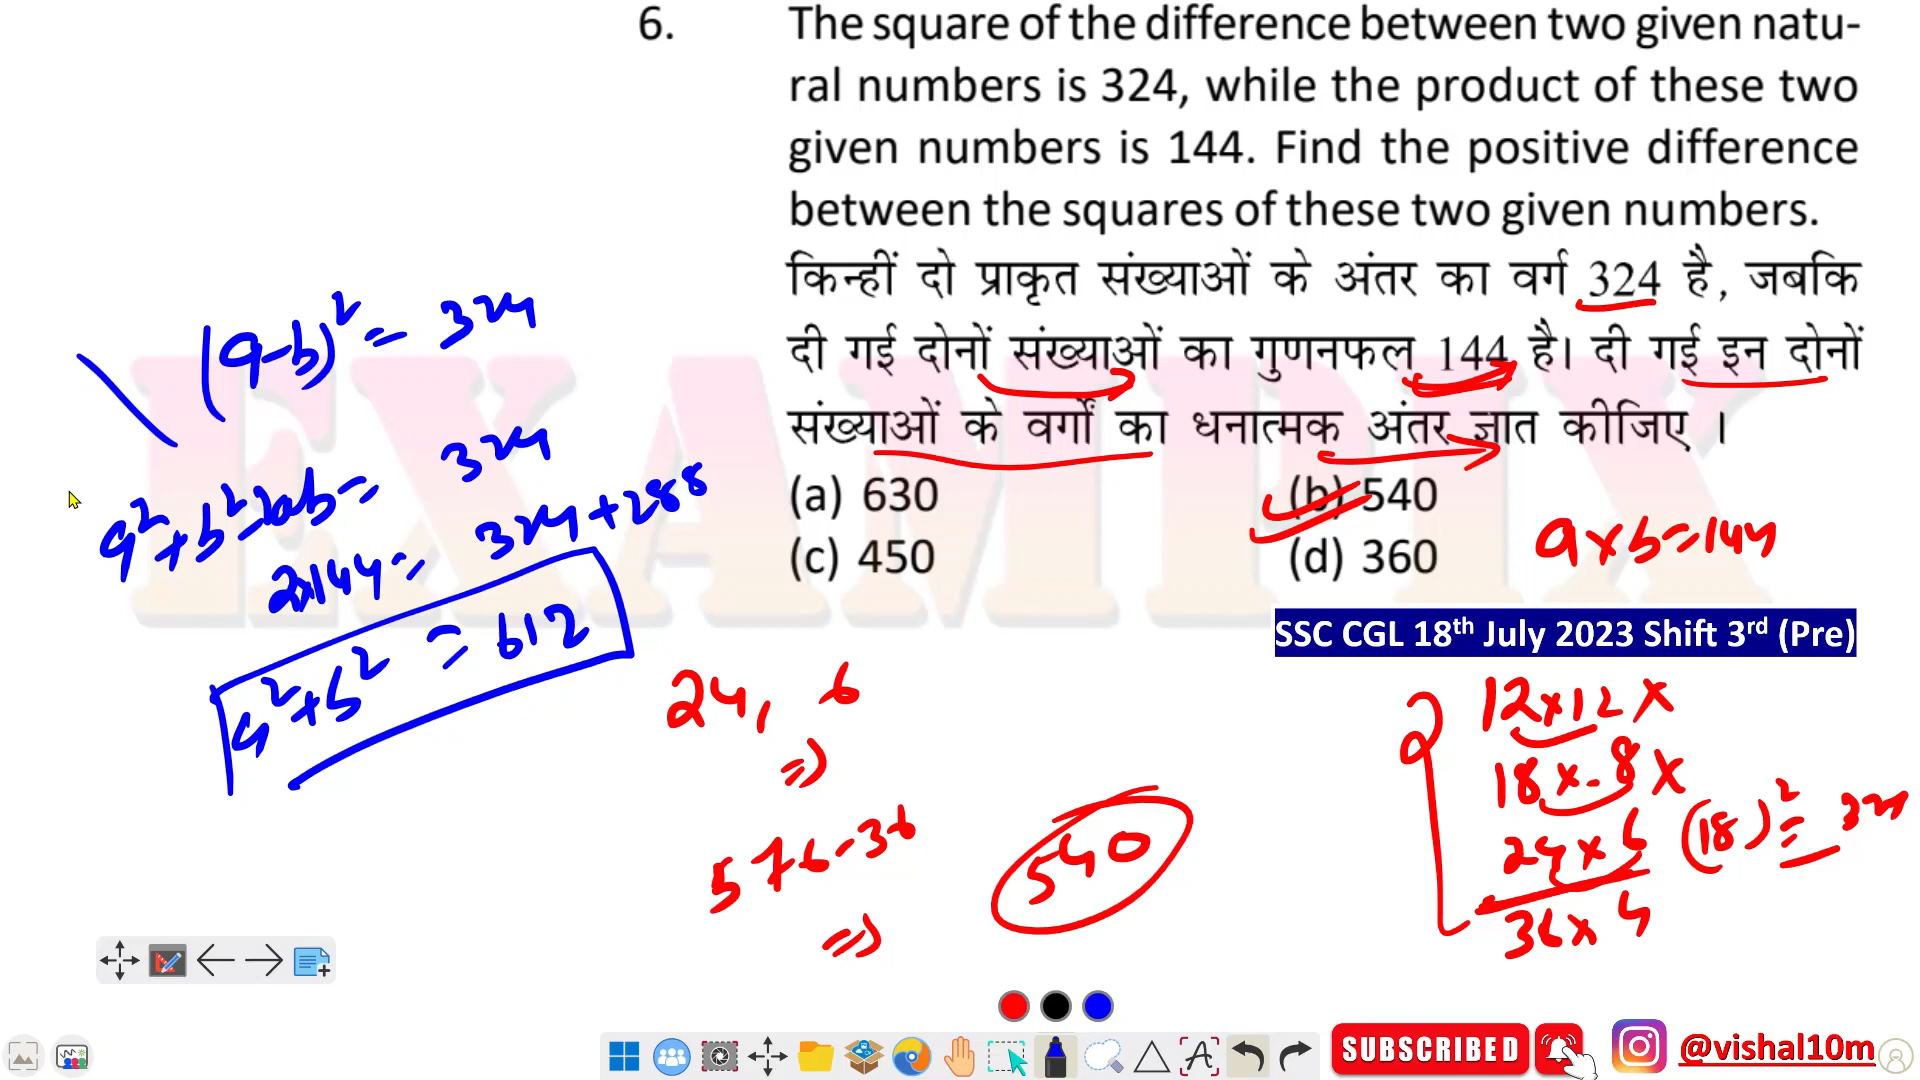 6. The square of the difference between two given natu-
ral numbers is 324, while the product of these two
given numbers is 144. Find the positive difference
between the squares of these two given numbers.
किन्हीं दो प्राकृत संख्याओं के अंतर का वर्ग 324 है, जबकि
दी गई दोनों संख्याओं का गुणनफल 144 है। दी गई इन दोनों
संख्याओं के वर्गों का धनात्मक अंतर ज्ञात कीजिए ।
(a) 630 (b) 540
(c) 450 (d) 360
SSC CGL 18th July 2023 Shift 3rd (Pre)
EXAMPIX
(a-b)² = 324
a²+b²-2ab = 324
2x144 = 324+288
a²+b² = 612
a x b = 144
24, 6
=>
576-36
=>
540
12 x 12 x
18 x 8 x
24 x 6 (18)² = 324
36 x 4
SUBSCRIBED
@vishal10m